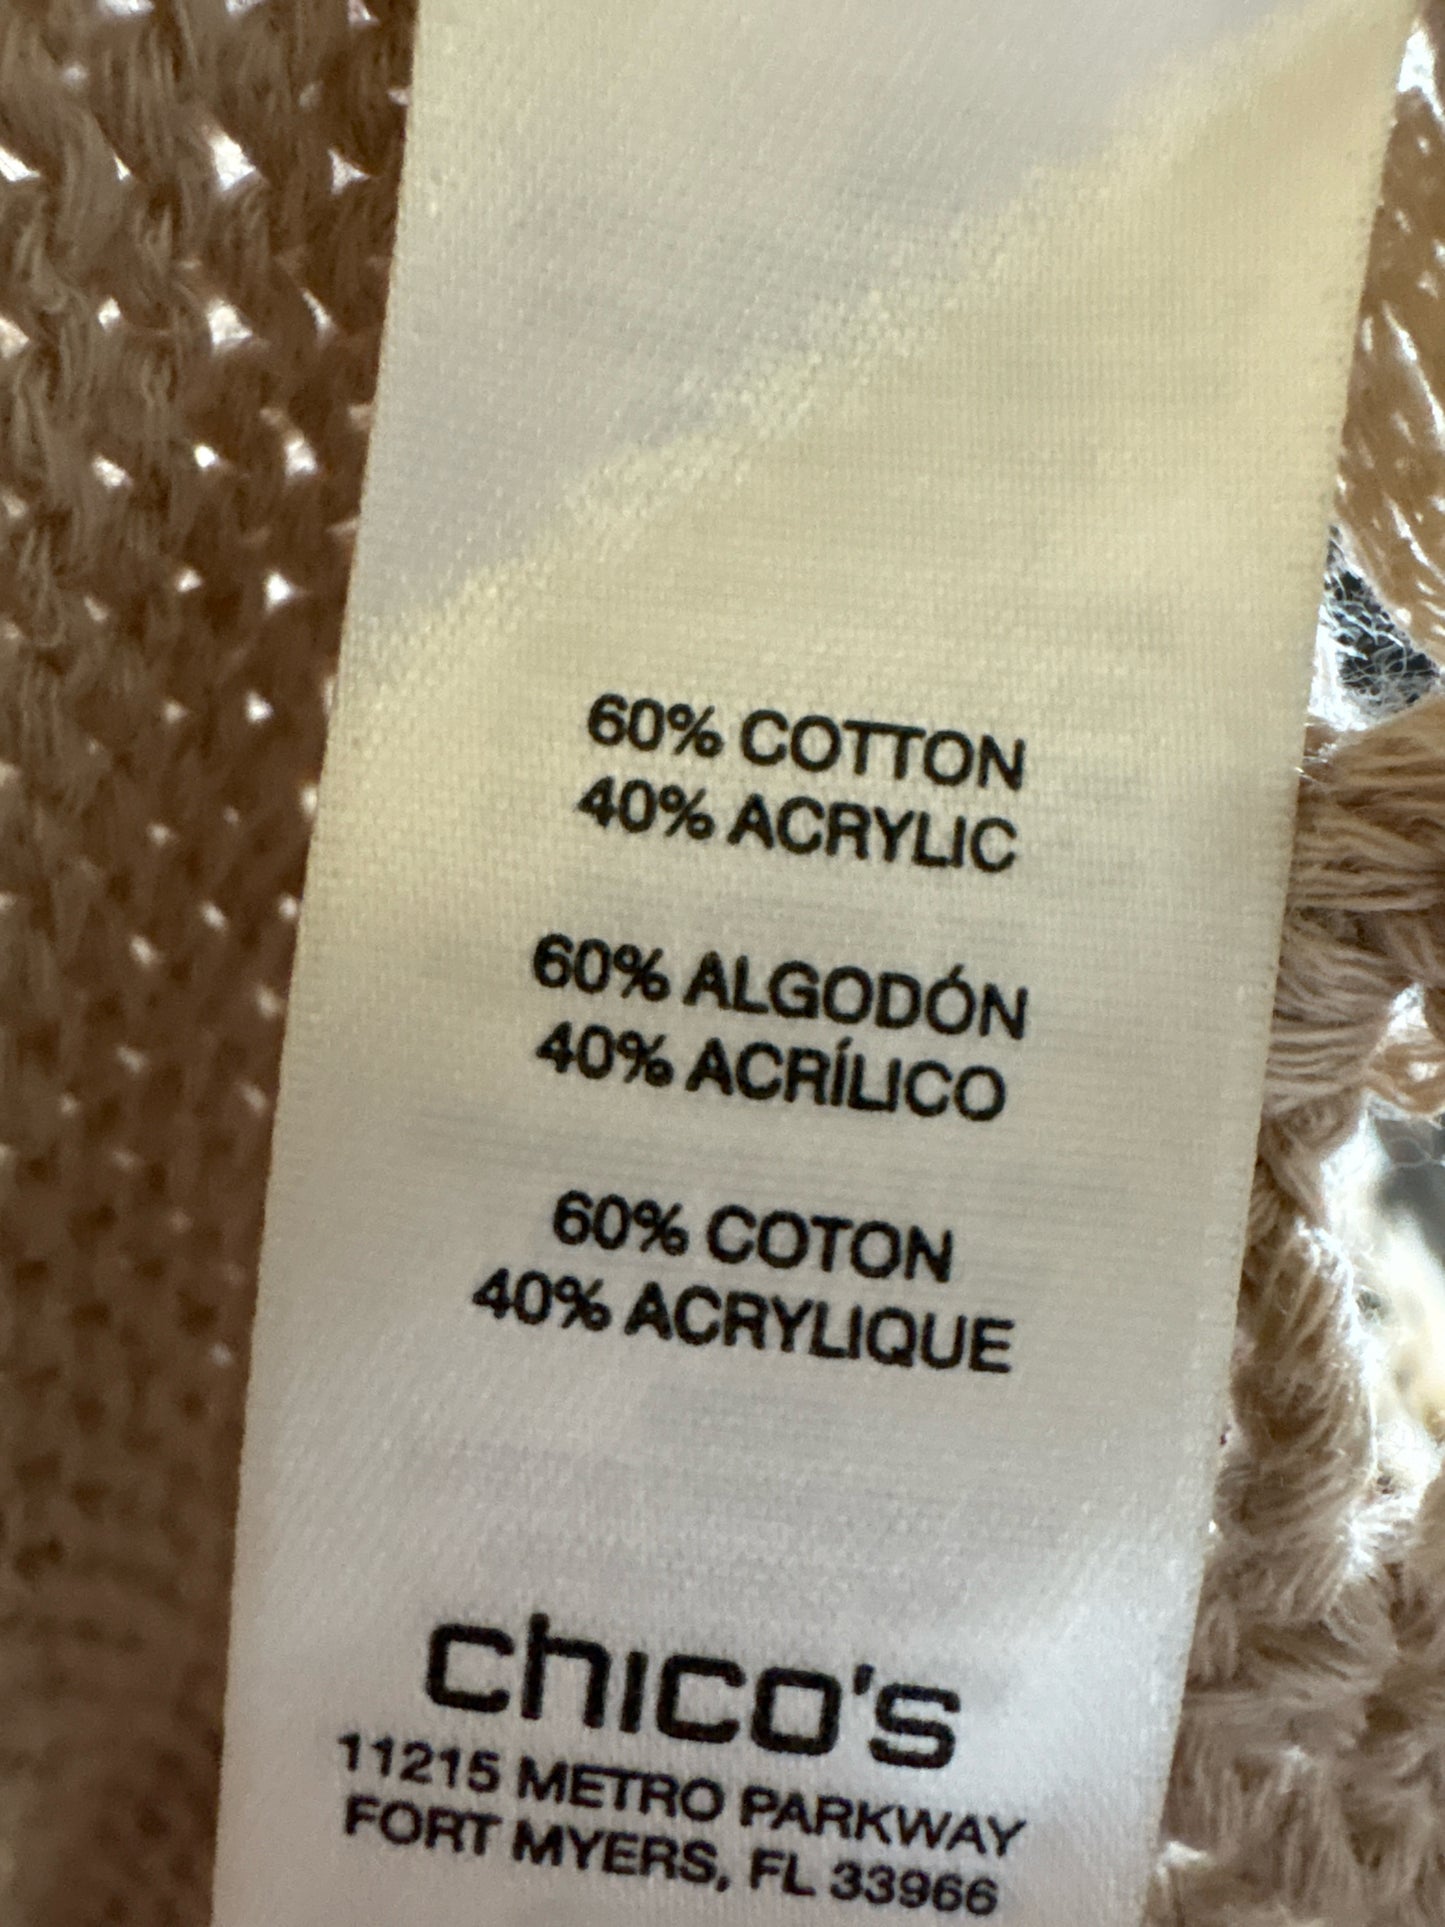 60% COTTON
40% ACRYLIC
60% ALGODÓN
40% ACRÍLICO
60% COTON
40% ACRYLIQUE
chico's
11215 METRO PARKWAY
FORT MYERS, FL 33966